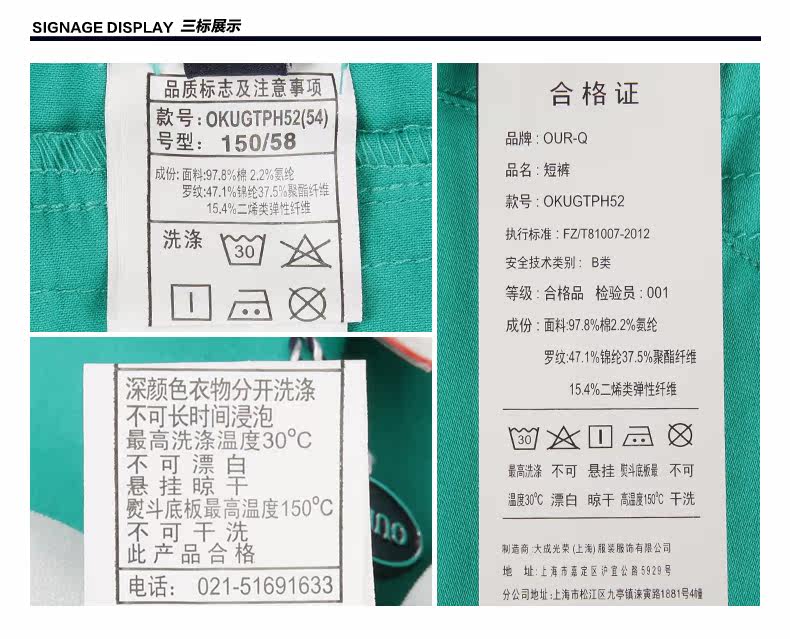 SIGNAGE DISPLAY 三标展示
品质标志及注意事项
款号:OKUGTPH52(54)
号型: 150/58
成份: 面料:97.8%棉 2.2%氨纶
罗纹:47.1%锦纶37.5%聚酯纤维
15.4%二烯类弹性纤维
洗涤
30
深颜色衣物分开洗涤
不可长时间浸泡
最高洗涤温度30°C
不可漂白
悬挂晾干
熨斗底板最高温度150°C
不可干洗
此产品合格
电话: 021-51691633
合格证
品牌 : OUR-Q
品名 : 短裤
款号 : OKUGTPH52
执行标准 : FZ/T81007-2012
安全技术类别 : B类
等级 : 合格品 检验员 : 001
成份 : 面料:97.8%棉2.2%氨纶
罗纹:47.1%锦纶37.5%聚酯纤维
15.4%二烯类弹性纤维
30
最高洗涤 不可 悬挂 熨斗底板最 不可
温度30°C 漂白 晾干 高温度150°C 干洗
制造商 :大成光荣 (上海) 服装服饰有限公司
地 址:上海市嘉定区沪宜公路5929号
分公司地址:上海市松江区九亭镇涞寅路1881号4幢